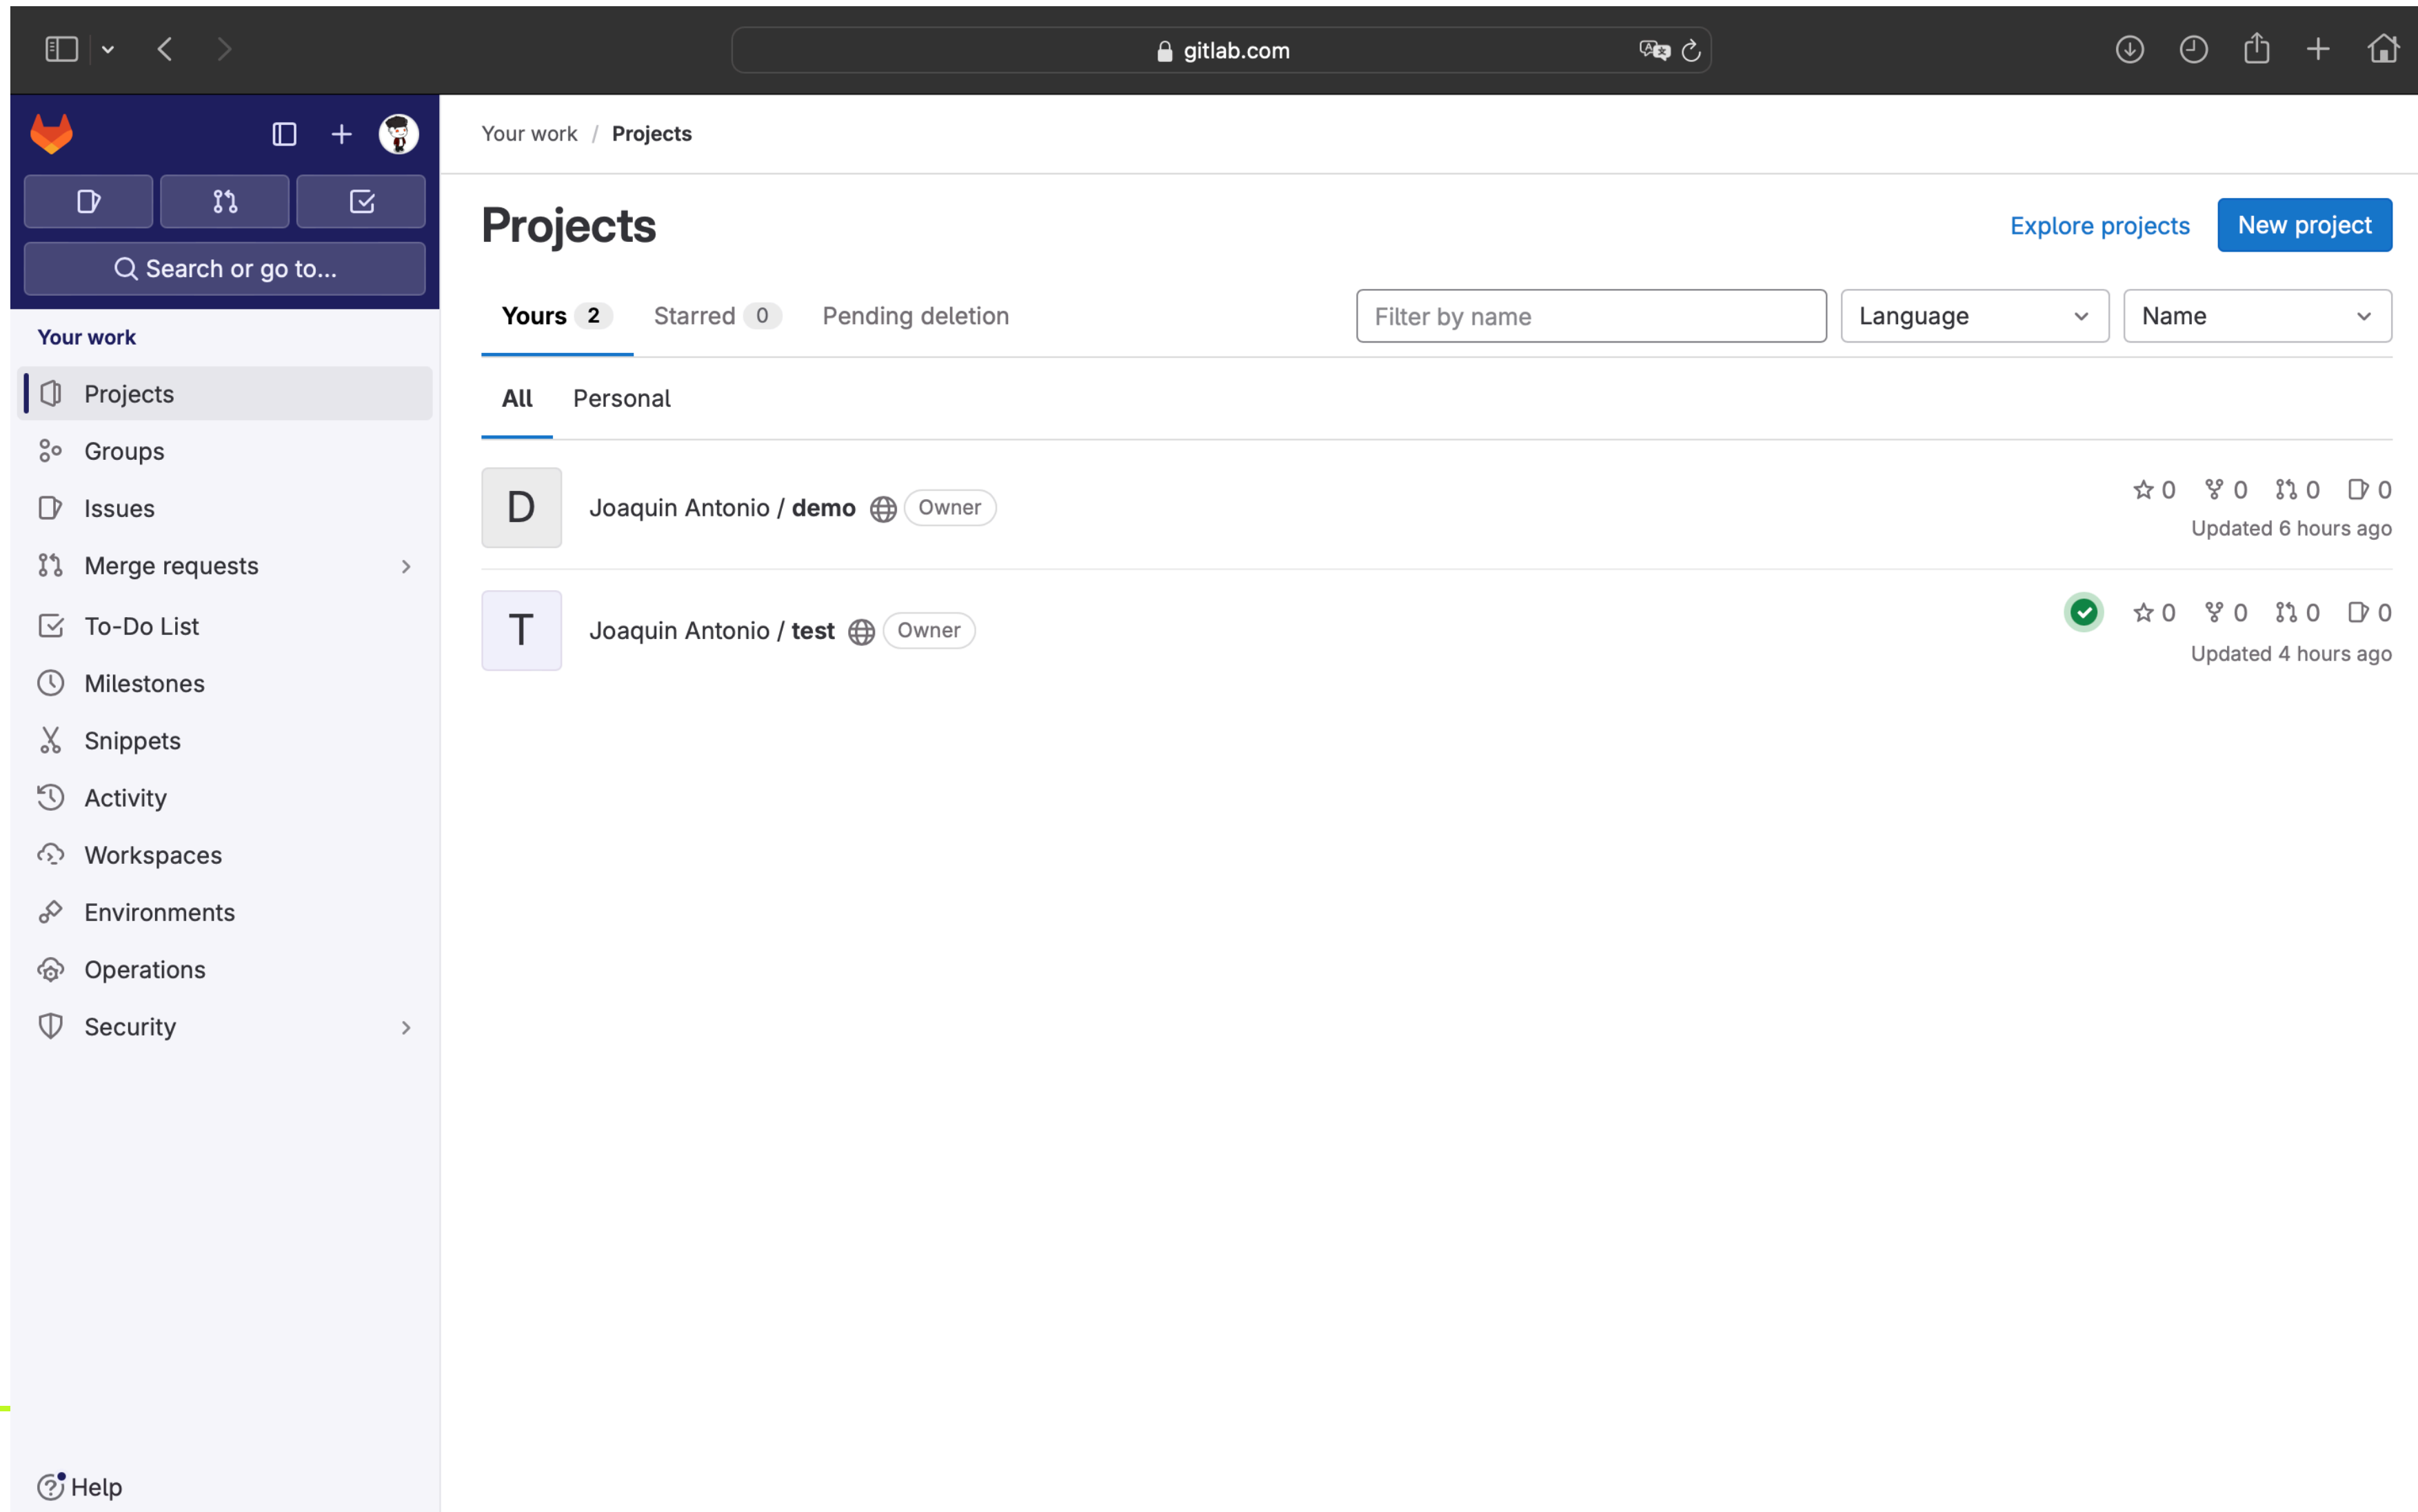 gitlab.com
Your work / Projects
Search or go to...
Your work
Projects
Groups
Issues
Merge requests
To-Do List
Milestones
Snippets
Activity
Workspaces
Environments
Operations
Security
Help
Projects
Explore projects
New project
Yours 2
Starred 0
Pending deletion
Filter by name
Language
Name
All
Personal
D
Joaquin Antonio / demo
Owner
0 0 0 0
Updated 6 hours ago
T
Joaquin Antonio / test
Owner
0 0 0 0
Updated 4 hours ago